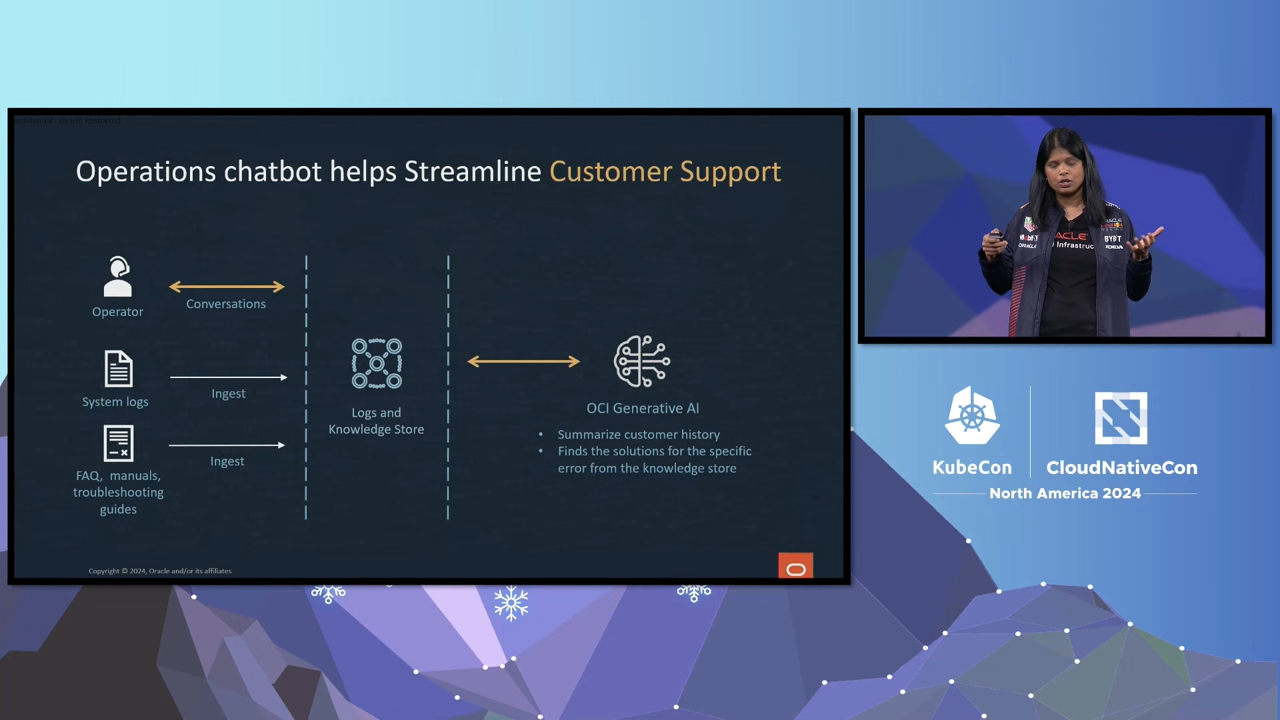 Operations chatbot helps Streamline Customer Support
Operator
Conversations
System logs
Ingest
FAQ, manuals,
troubleshooting
guides
Ingest
Logs and
Knowledge Store
OCI Generative AI
• Summarize customer history
• Finds the solutions for the specific
error from the knowledge store
Copyright © 2024, Oracle and/or its affiliates
KubeCon
CloudNativeCon
North America 2024